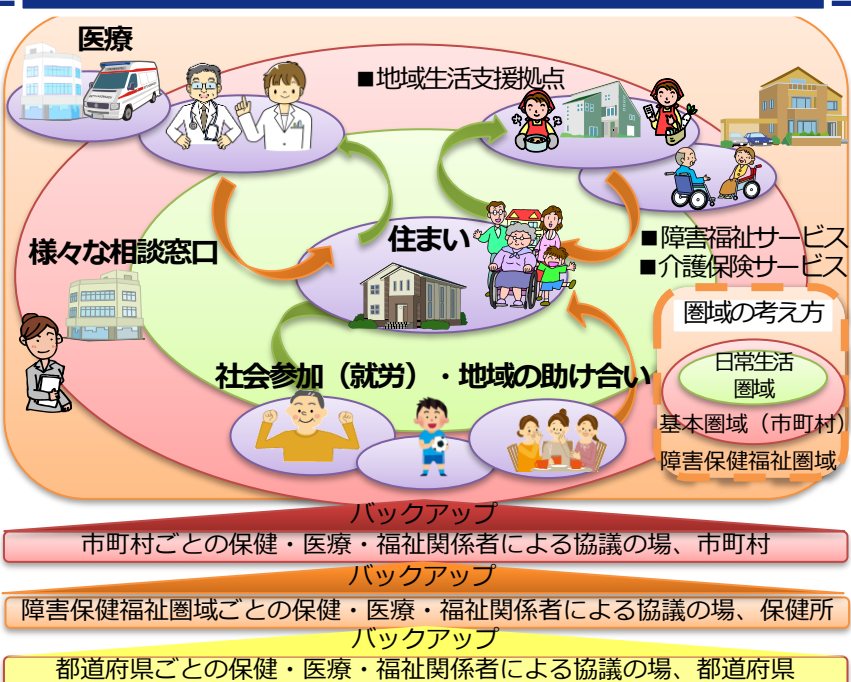 医療
■地域生活支援拠点
様々な相談窓口
住まい
■障害福祉サービス
■介護保険サービス
圏域の考え方
日常生活
圏域
基本圏域（市町村）
障害保健福祉圏域
社会参加（就労）・地域の助け合い
バックアップ
市町村ごとの保健・医療・福祉関係者による協議の場、市町村
バックアップ
障害保健福祉圏域ごとの保健・医療・福祉関係者による協議の場、保健所
バックアップ
都道府県ごとの保健・医療・福祉関係者による協議の場、都道府県